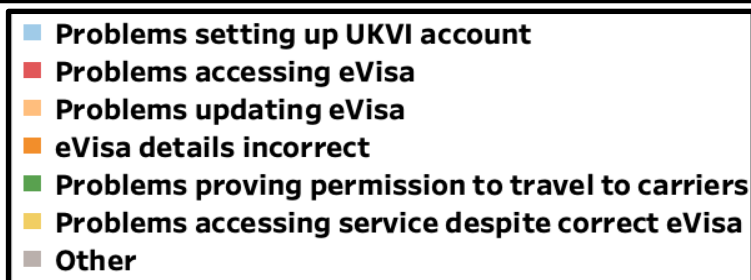 Problems setting up UKVI account
Problems accessing eVisa
Problems updating eVisa
eVisa details incorrect
Problems proving permission to travel to carriers
Problems accessing service despite correct eVisa
Other